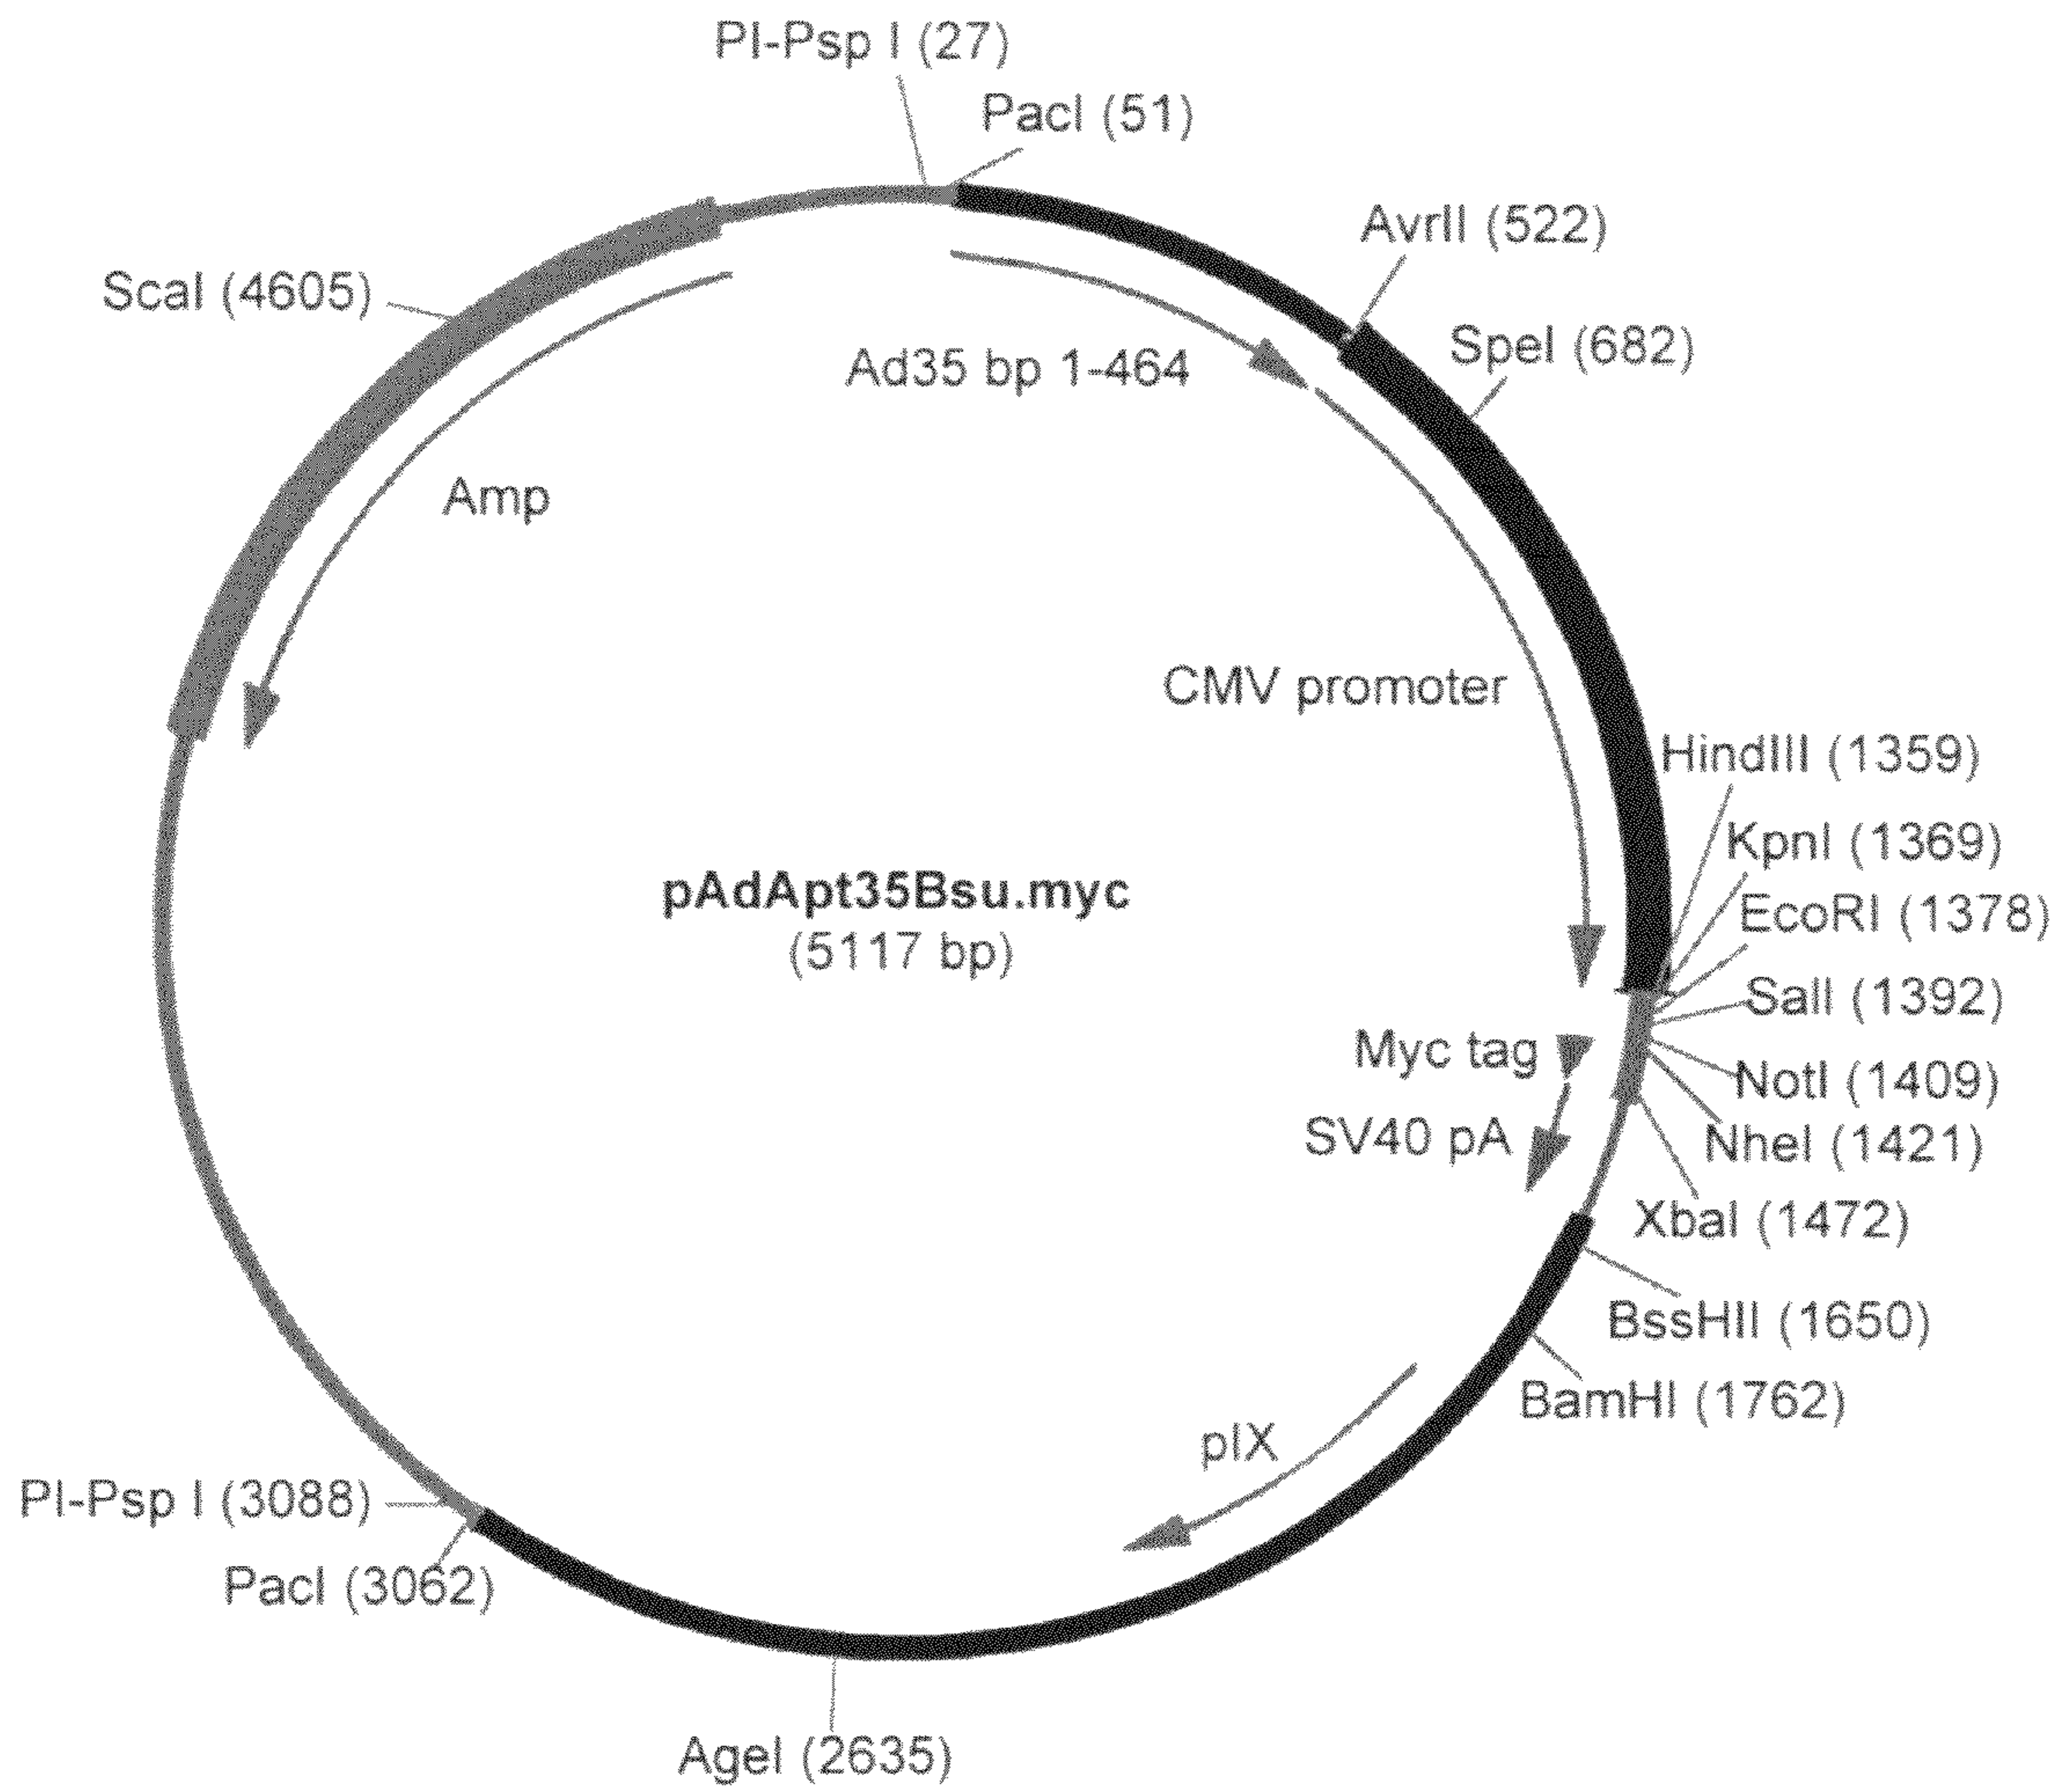 PI-Psp I (27)
PacI (51)
AvrII (522)
ScaI (4605)
SpeI (682)
Ad35 bp 1-464
Amp
CMV promoter
HindIII (1359)
KpnI (1369)
pAdApt35Bsu.myc
(5117 bp)
EcoRI (1378)
SalI (1392)
Myc tag
NotI (1409)
SV40 pA
NheI (1421)
XbaI (1472)
BssHII (1650)
BamHI (1762)
pIX
PI-Psp I (3088)
PacI (3062)
AgeI (2635)